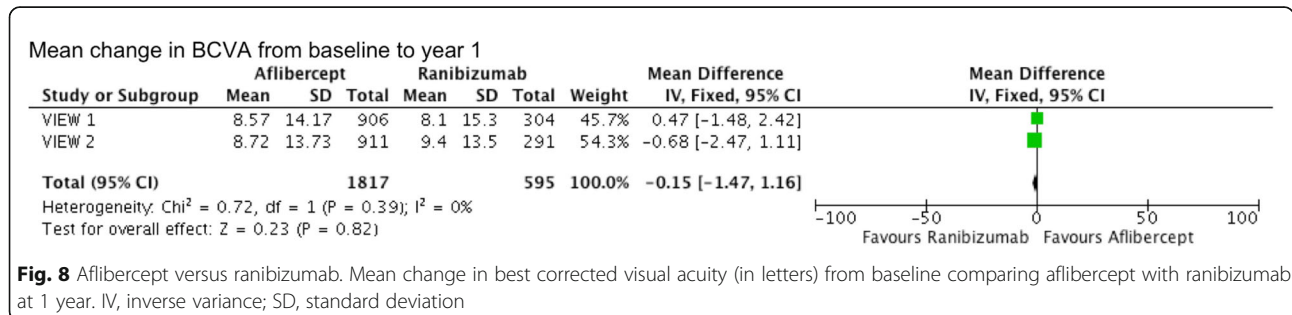 Mean change in BCVA from baseline to year 1
Aflibercept Ranibizumab Mean Difference Mean Difference
Study or Subgroup Mean SD Total Mean SD Total Weight IV, Fixed, 95% CI IV, Fixed, 95% CI
VIEW 1 8.57 14.17 906 8.1 15.3 304 45.7% 0.47 [-1.48, 2.42]
VIEW 2 8.72 13.73 911 9.4 13.5 291 54.3% -0.68 [-2.47, 1.11]
Total (95% CI) 1817 595 100.0% -0.15 [-1.47, 1.16]
Heterogeneity: Chi² = 0.72, df = 1 (P = 0.39); I² = 0%
Test for overall effect: Z = 0.23 (P = 0.82)
-100 -50 0 50 100
Favours Ranibizumab Favours Aflibercept
Fig. 8 Aflibercept versus ranibizumab. Mean change in best corrected visual acuity (in letters) from baseline comparing aflibercept with ranibizumab
at 1 year. IV, inverse variance; SD, standard deviation